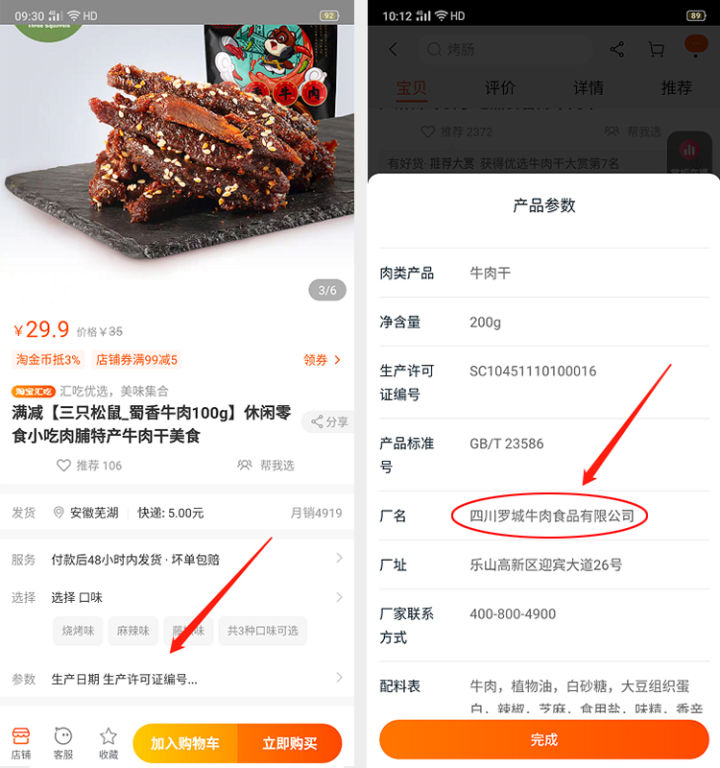 09:30 HD 92
Three Squirrels
手 牛 肉
3/6
¥29.9 价格¥35
淘金币抵3% 店铺券满99减5 领券
淘宝汇吃 汇吃优选，美味集合
满减【三只松鼠_蜀香牛肉100g】休闲零
食小吃肉脯特产牛肉干美食
分享
推荐 106 帮我选
发货 安徽芜湖 快递: 5.00元 月销4919
服务 付款后48小时内发货 · 坏单包赔
选择 选择 口味
烧烤味 麻辣味 味 共3种口味可选
参数 生产日期 生产许可证编号...
店铺 客服 收藏 加入购物车 立即购买
10:12 HD 89
烤肠
宝贝 评价 详情 推荐
推荐 2372 帮我选
有好货· 推荐大赏 获得优选牛肉干大赏第7名
产品参数
肉类产品 牛肉干
净含量 200g
生产许可 SC10451110100016
证编号
产品标准 GB/T 23586
号
厂名 四川罗城牛肉食品有限公司
厂址 乐山高新区迎宾大道26号
厂家联系 400-800-4900
方式
配料表 牛肉，植物油，白砂糖，大豆组织蛋
白，辣椒，芝麻，食用盐，味精，香辛
完成